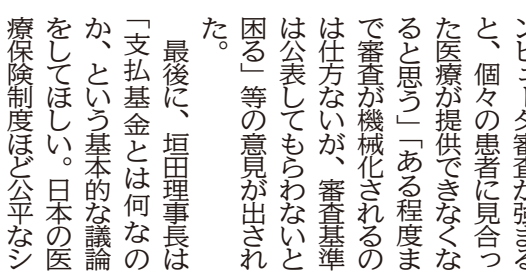 ンピュータ審査が強まる
と、個々の患者に見合っ
た医療が提供できなくな
ると思う」「ある程度ま
で審査が機械化されるの
は仕方ないが、審査基準
は公表してもらわないと
困る」等の意見が出され
た。
最後に、垣田理事長は
「支払基金とは何なの
か、という基本的な議論
をしてほしい。日本の医
療保険制度ほど公平なシ